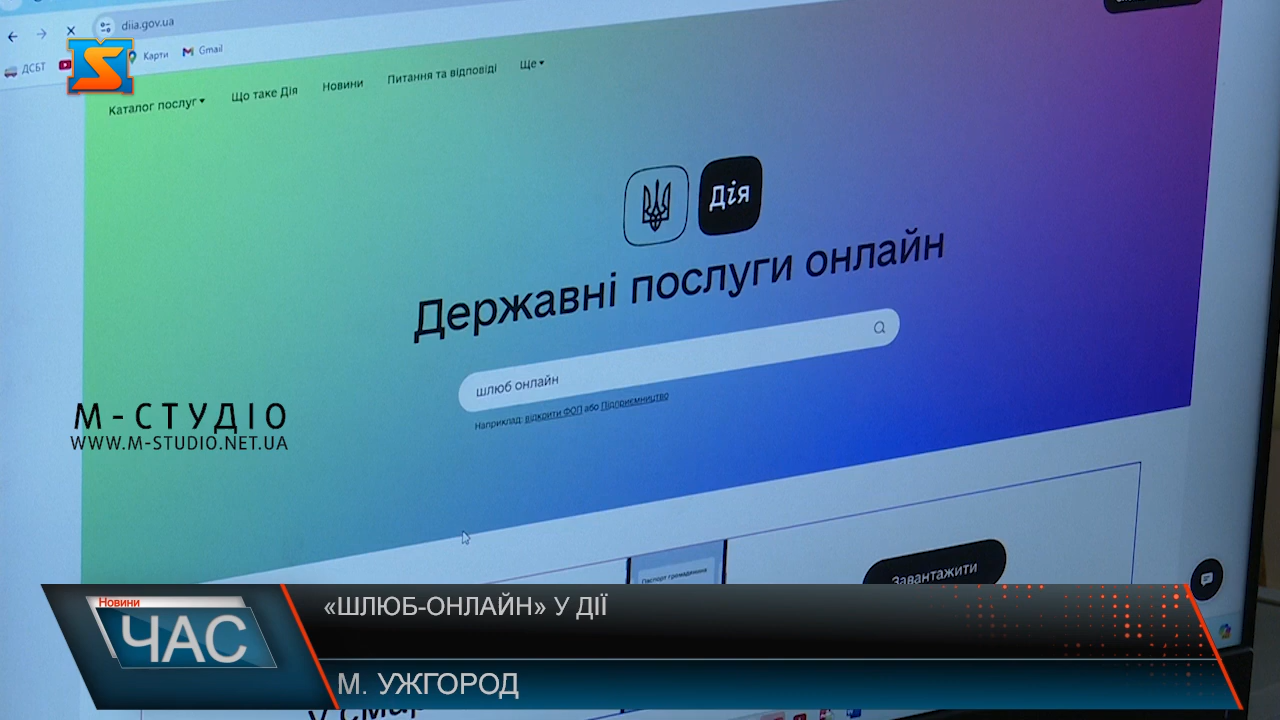 diia.gov.ua
ДСБТ
Карти
Gmail
Каталог послуг
Що таке Дія
Новини
Питання та відповіді
Ще
Дія
Державні послуги онлайн
шлюб онлайн
Наприклад: відкрити ФОП або Підприємництво
М-СТУДІО
WWW.M-STUDIO.NET.UA
Паспорт громадянина
Завантажити
Новини
ЧАС
«ШЛЮБ-ОНЛАЙН» У ДІЇ
М. УЖГОРОД